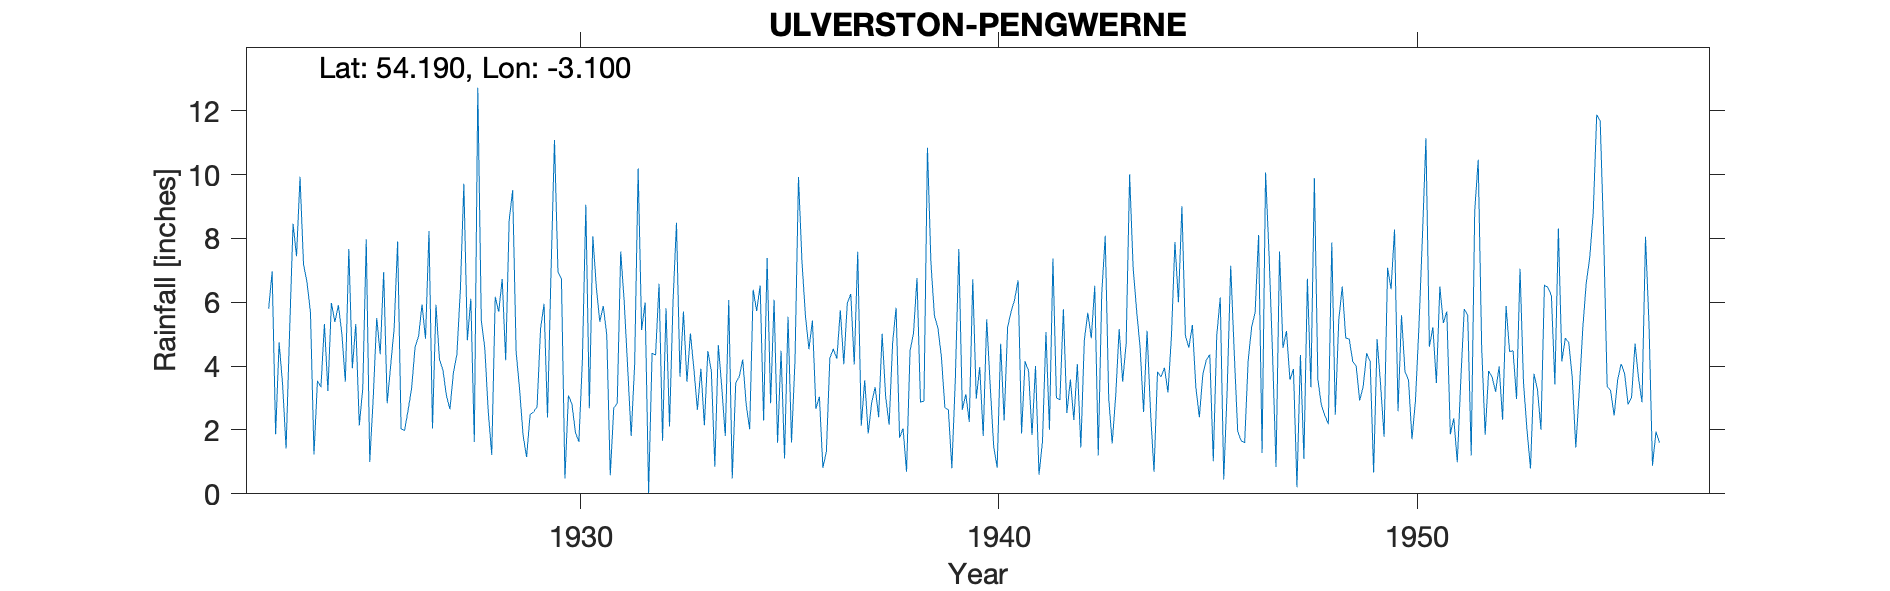 ULVERSTON-PENGWERNE
Lat: 54.190, Lon: -3.100
12
10
8
6
4
2
0
Rainfall [inches]
1930 1940 1950
Year